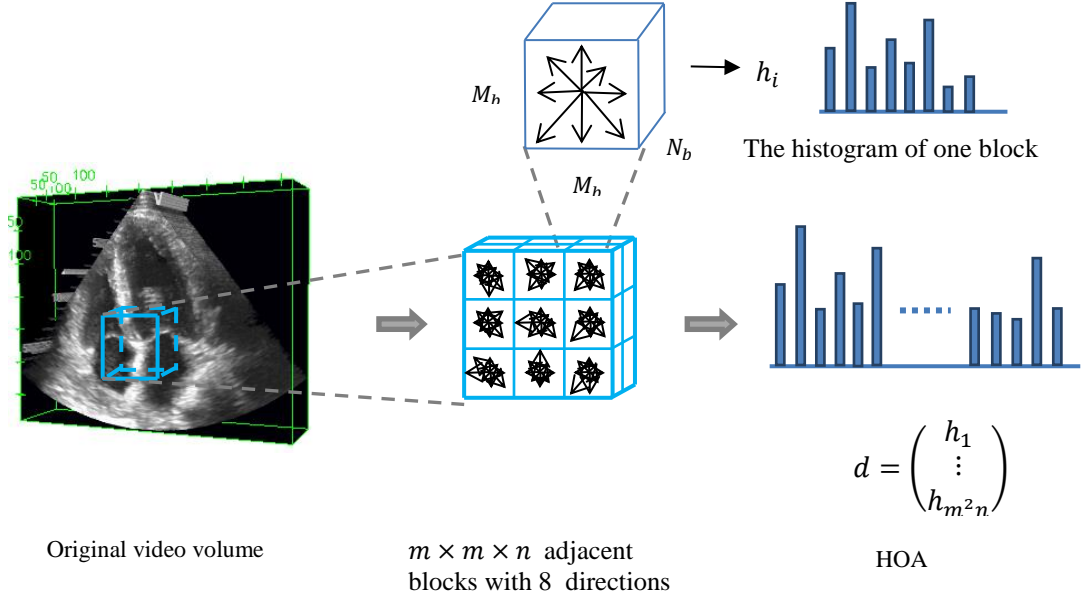 M_b
h_i
N_b
The histogram of one block
M_b
50
50
100
100
50
100
V
d = (h_1
⋮
h_{m^2n})
Original video volume
m × m × n adjacent
blocks with 8 directions
HOA